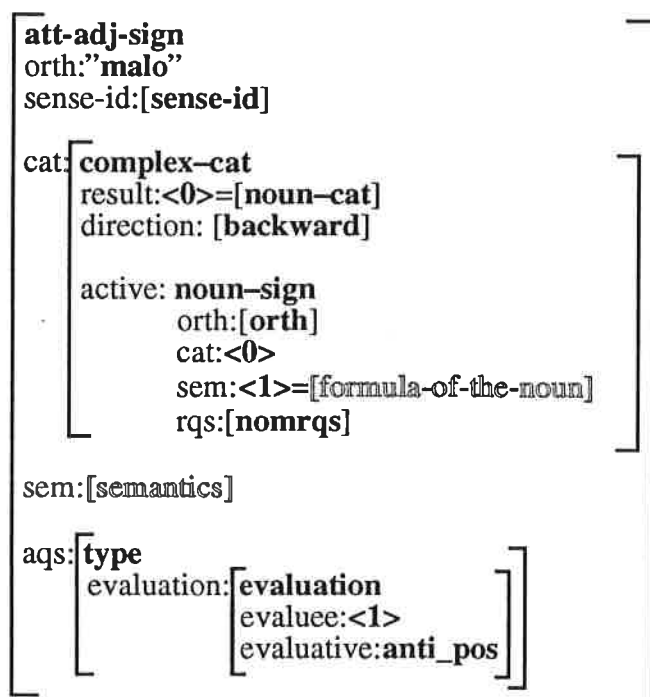 att-adj-sign
orth:"malo"
sense-id:[sense-id]
cat: complex–cat
result:<0>=[noun–cat]
direction: [backward]
active: noun–sign
orth:[orth]
cat:<0>
sem:<1>=[formula-of-the-noun]
rqs:[nomrqs]
sem:[semantics]
aqs: type
evaluation: evaluation
evaluee:<1>
evaluative:anti_pos